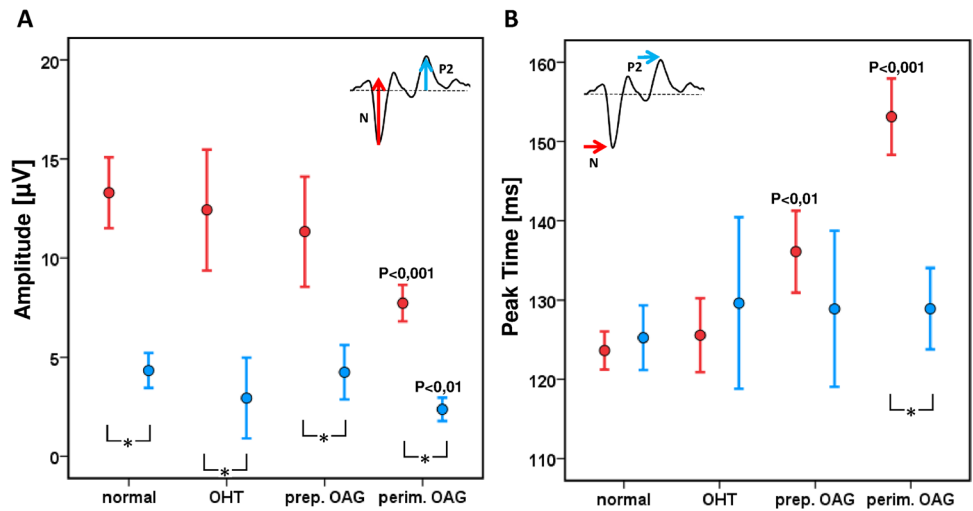 A
Amplitude [µV]
20
15
10
5
0
P2
N
P<0,001
P<0,01
*
*
*
*
normal
OHT
prep. OAG
perim. OAG
B
Peak Time [ms]
160
150
140
130
120
110
P2
N
P<0,001
P<0,01
*
normal
OHT
prep. OAG
perim. OAG